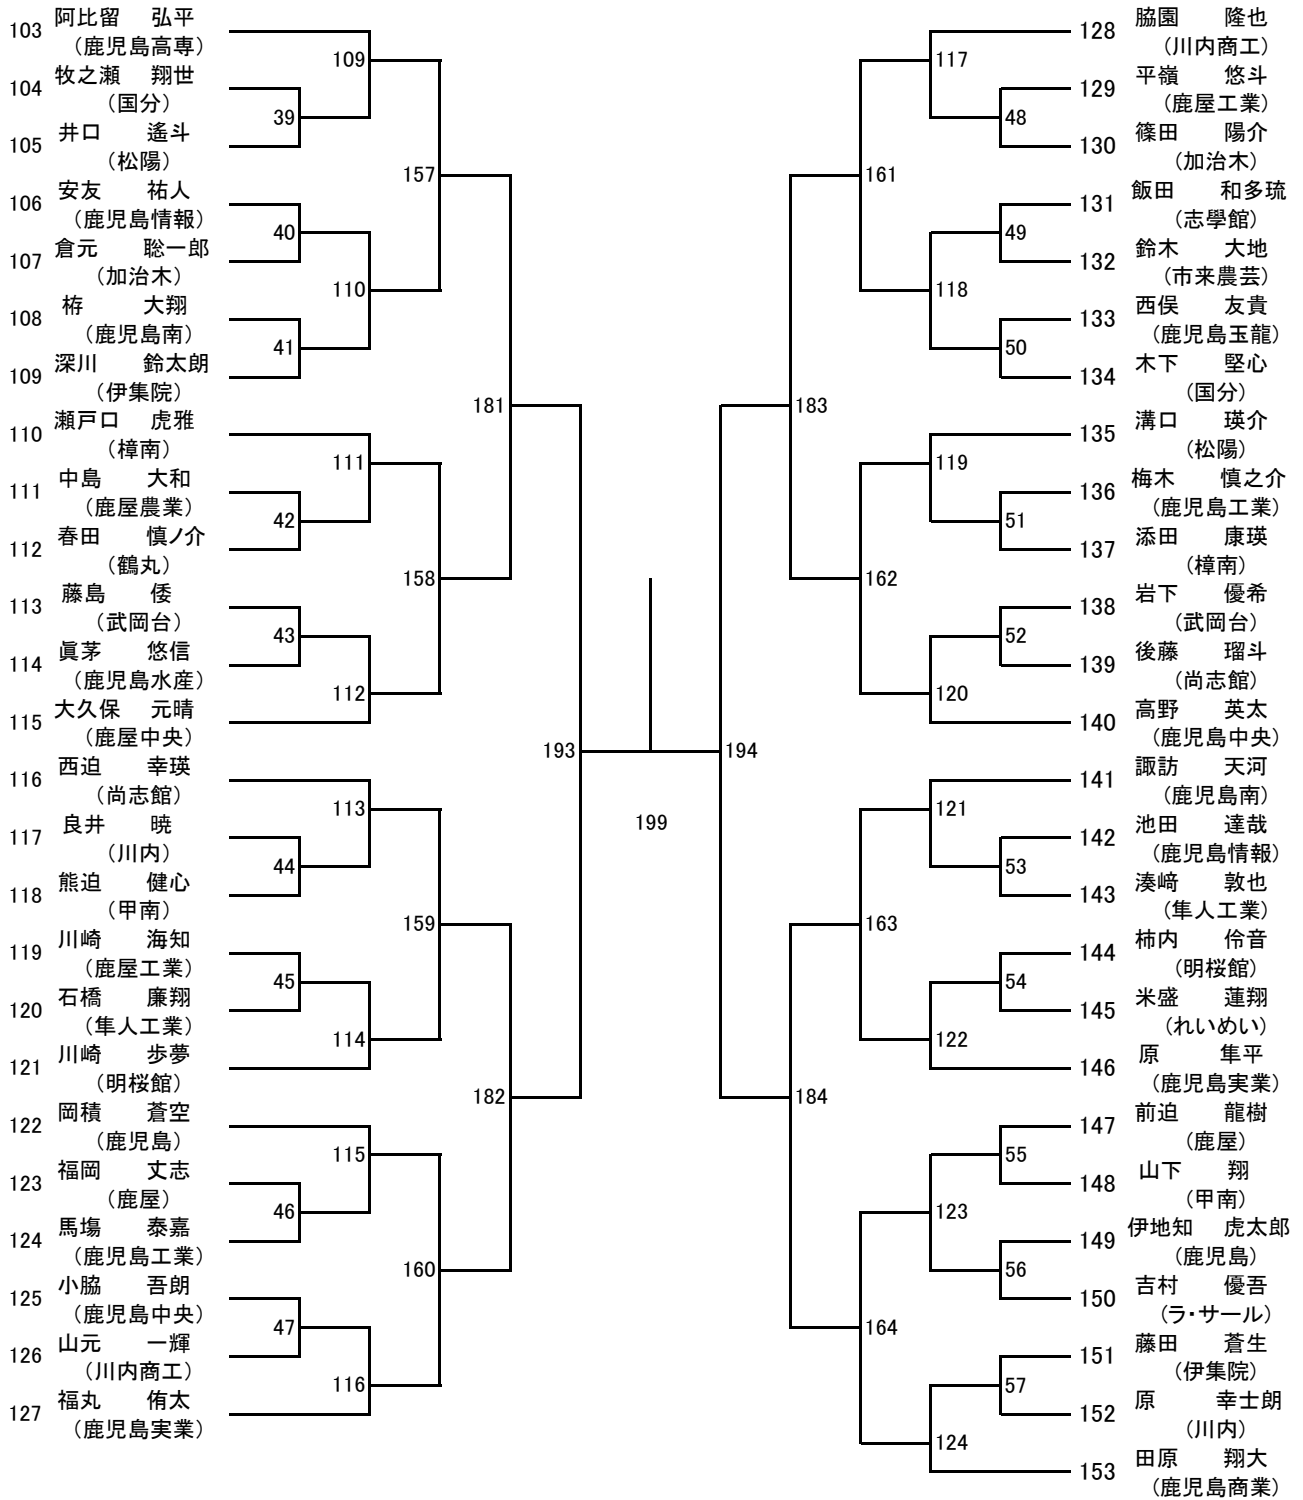 103 阿比留 弘平
（鹿児島高専）
104 牧之瀬 翔世
（国分）
105 井口 遙斗
（松陽）
106 安友 祐人
（鹿児島情報）
107 倉元 聡一郎
（加治木）
108 栫 大翔
（鹿児島南）
109 深川 鈴太朗
（伊集院）
110 瀬戸口 虎雅
（樟南）
111 中島 大和
（鹿屋農業）
112 春田 慎ノ介
（鶴丸）
113 藤島 倭
（武岡台）
114 眞茅 悠信
（鹿児島水産）
115 大久保 元晴
（鹿屋中央）
116 西迫 幸瑛
（尚志館）
117 良井 暁
（川内）
118 熊迫 健心
（甲南）
119 川崎 海知
（鹿屋工業）
120 石橋 廉翔
（隼人工業）
121 川崎 歩夢
（明桜館）
122 岡積 蒼空
（鹿児島）
123 福岡 丈志
（鹿屋）
124 馬塲 泰嘉
（鹿児島工業）
125 小脇 吾朗
（鹿児島中央）
126 山元 一輝
（川内商工）
127 福丸 侑太
（鹿児島実業）
39
40
41
42
43
44
45
46
47
109
110
111
112
113
114
115
116
157
158
159
160
181
182
193
199
194
183
184
161
162
163
164
117
118
119
120
121
122
123
124
48
49
50
51
52
53
54
55
56
57
128 脇園 隆也
（川内商工）
129 平嶺 悠斗
（鹿屋工業）
130 篠田 陽介
（加治木）
131 飯田 和多琉
（志學館）
132 鈴木 大地
（市来農芸）
133 西俣 友貴
（鹿児島玉龍）
134 木下 堅心
（国分）
135 溝口 瑛介
（松陽）
136 梅木 慎之介
（鹿児島工業）
137 添田 康瑛
（樟南）
138 岩下 優希
（武岡台）
139 後藤 瑠斗
（尚志館）
140 高野 英太
（鹿児島中央）
141 諏訪 天河
（鹿児島南）
142 池田 達哉
（鹿児島情報）
143 湊﨑 敦也
（隼人工業）
144 柿内 伶音
（明桜館）
145 米盛 蓮翔
（れいめい）
146 原 隼平
（鹿児島実業）
147 前迫 龍樹
（鹿屋）
148 山下 翔
（甲南）
149 伊地知 虎太郎
（鹿児島）
150 吉村 優吾
（ラ・サール）
151 藤田 蒼生
（伊集院）
152 原 幸士朗
（川内）
153 田原 翔大
（鹿児島商業）